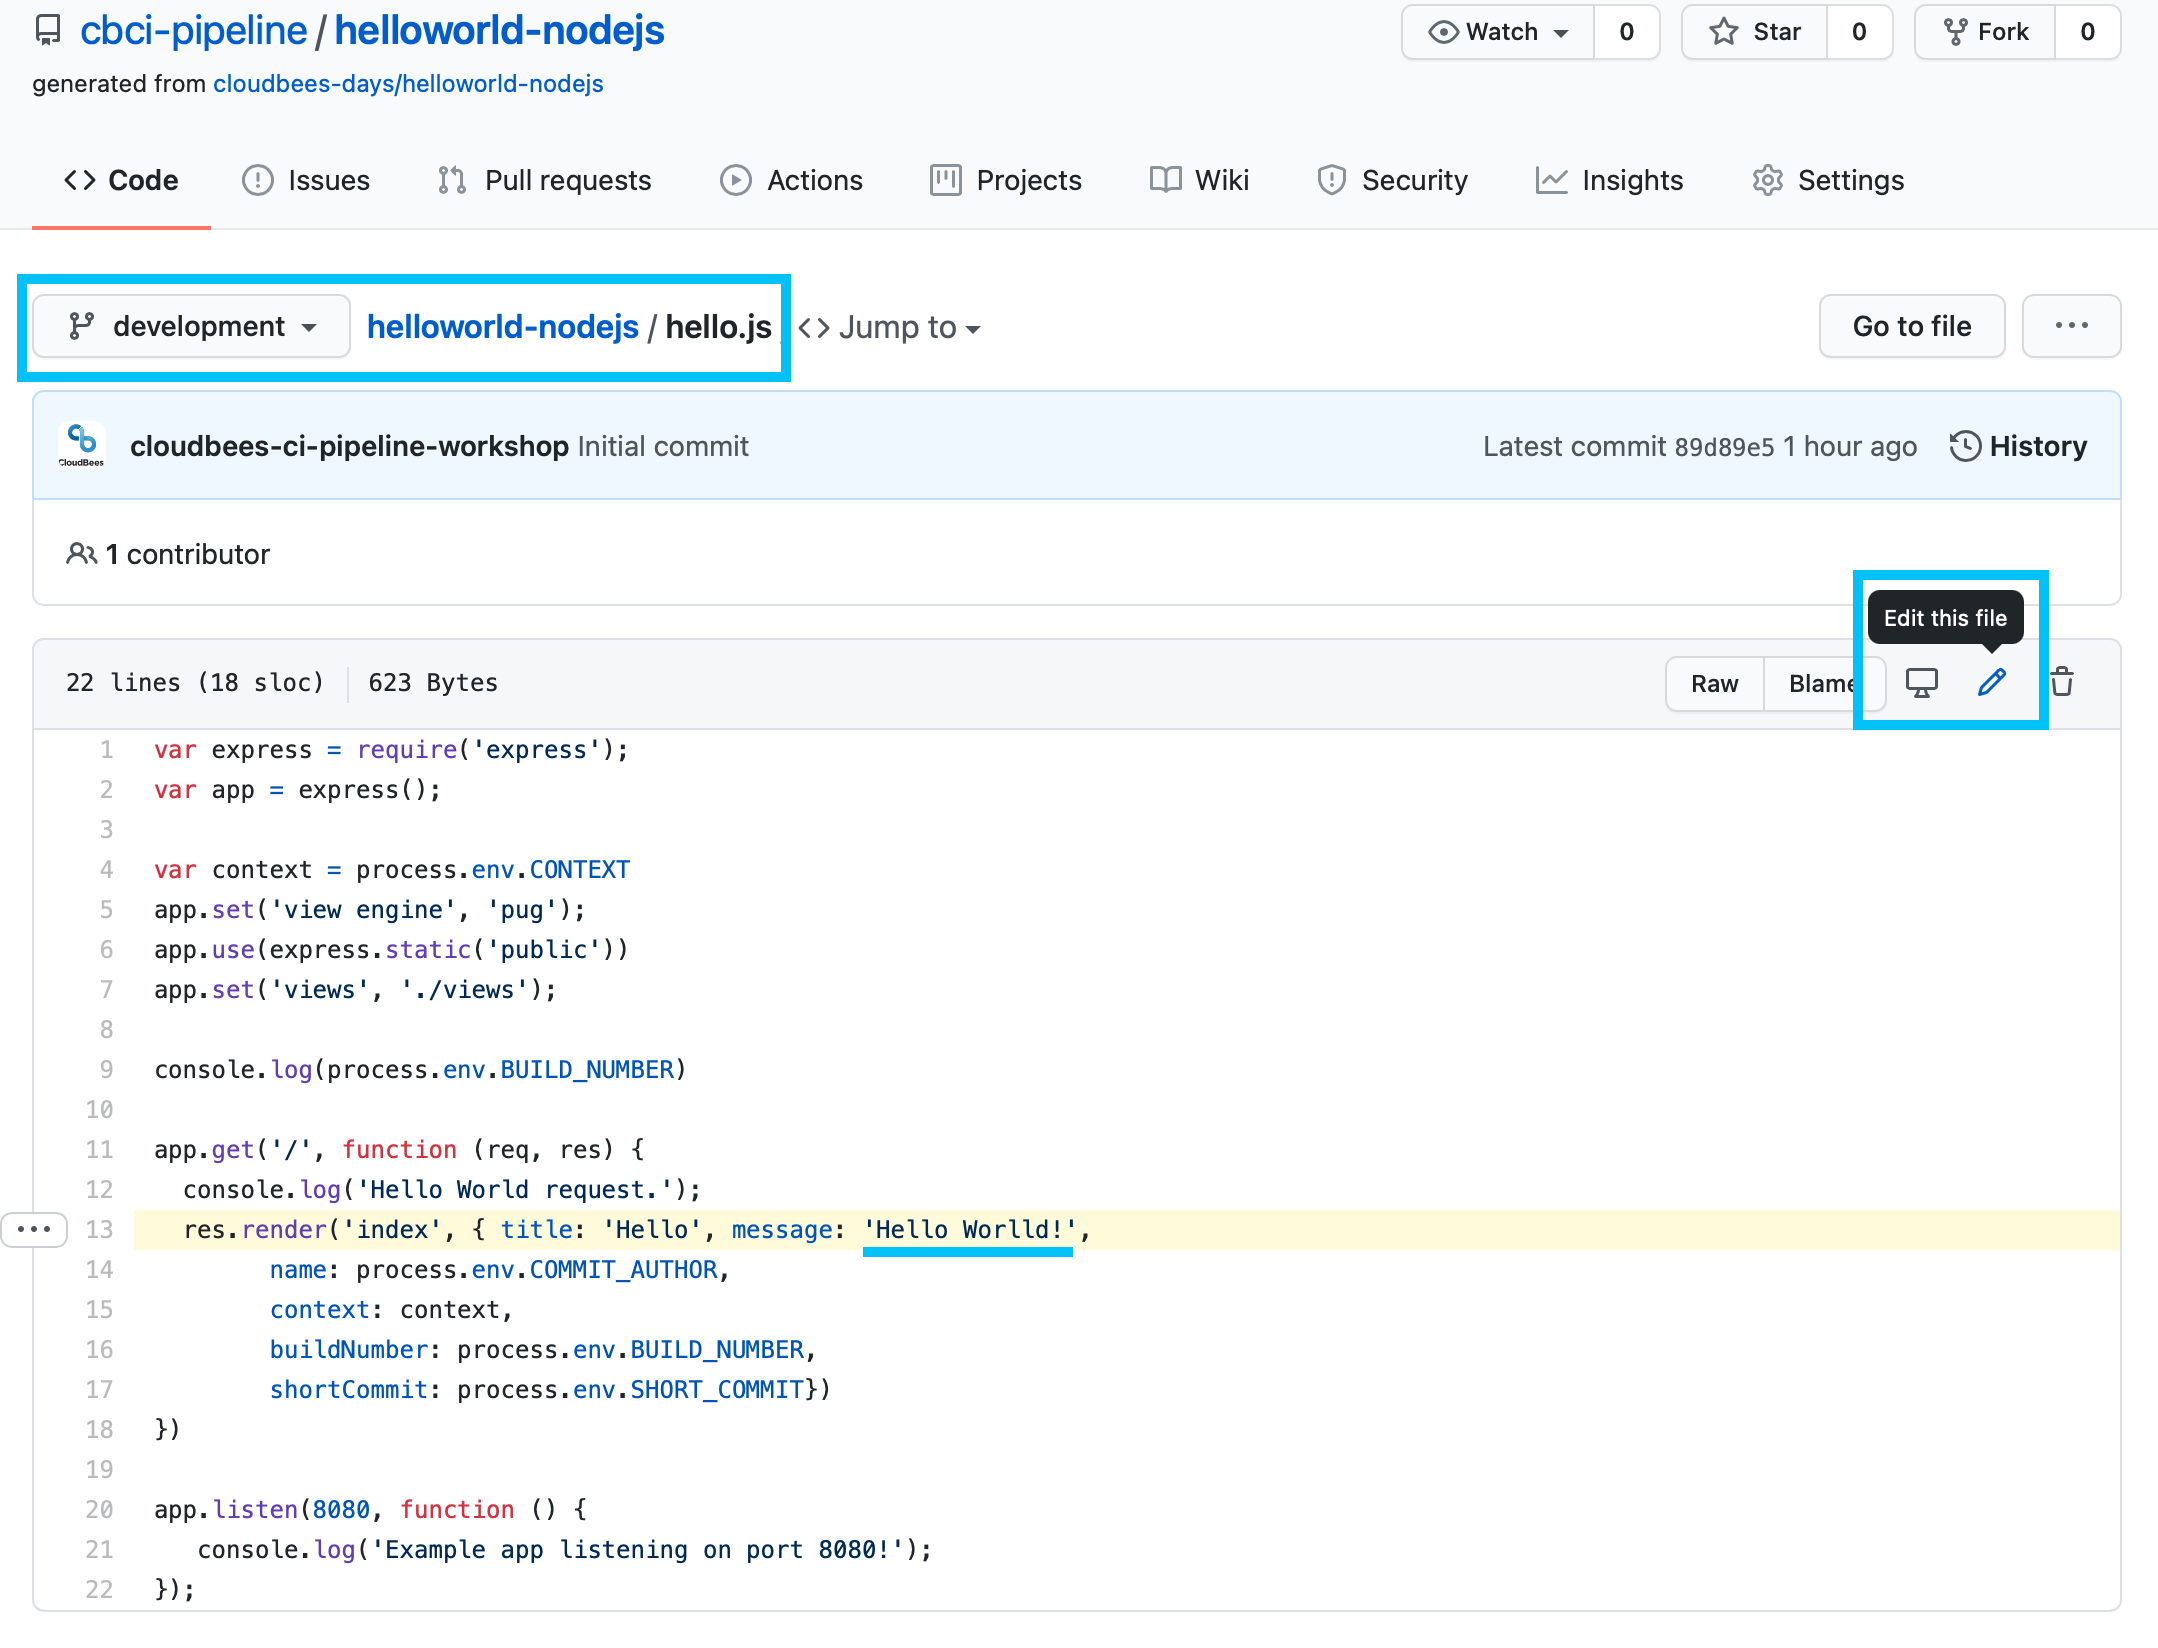 cbci-pipeline / helloworld-nodejs
Watch 0 Star 0 Fork 0
generated from cloudbees-days/helloworld-nodejs
Code Issues Pull requests Actions Projects Wiki Security Insights Settings
development helloworld-nodejs / hello.js <> Jump to Go to file ...
CloudBees
cloudbees-ci-pipeline-workshop Initial commit Latest commit 89d89e5 1 hour ago History
1 contributor
Edit this file
22 lines (18 sloc) 623 Bytes Raw Blame
1 var express = require('express');
2 var app = express();
3
4 var context = process.env.CONTEXT
5 app.set('view engine', 'pug');
6 app.use(express.static('public'))
7 app.set('views', './views');
8
9 console.log(process.env.BUILD_NUMBER)
10
11 app.get('/', function (req, res) {
12   console.log('Hello World request.');
... 13   res.render('index', { title: 'Hello', message: 'Hello Worlld!',
14         name: process.env.COMMIT_AUTHOR,
15         context: context,
16         buildNumber: process.env.BUILD_NUMBER,
17         shortCommit: process.env.SHORT_COMMIT})
18 })
19
20 app.listen(8080, function () {
21    console.log('Example app listening on port 8080!');
22 });